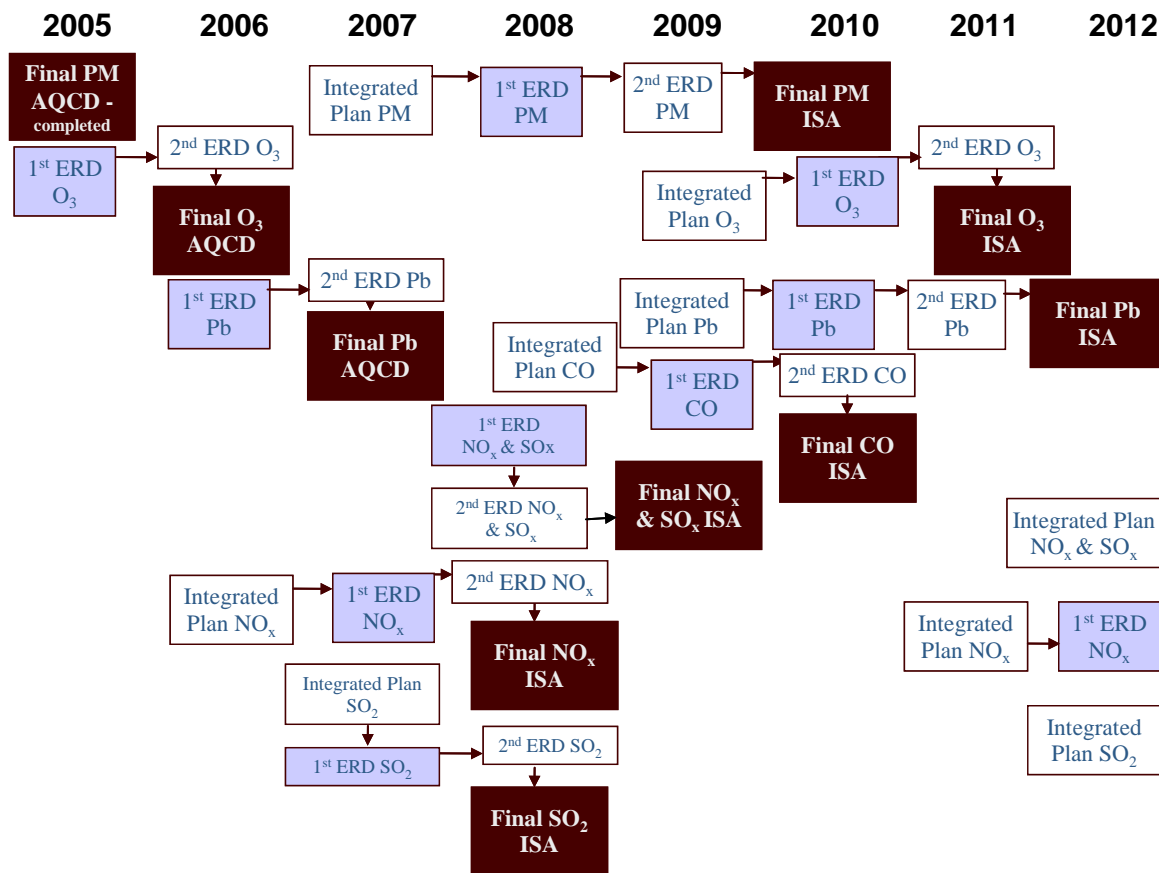 2005 2006 2007 2008 2009 2010 2011 2012
Final PM
AQCD -
completed
Integrated
Plan PM
1st ERD
PM
2nd ERD
PM
Final PM
ISA
1st ERD
O3
2nd ERD O3
Final O3
AQCD
Integrated
Plan O3
1st ERD
O3
2nd ERD O3
Final O3
ISA
1st ERD
Pb
2nd ERD Pb
Final Pb
AQCD
Integrated
Plan Pb
1st ERD
Pb
2nd ERD
Pb
Final Pb
ISA
Integrated
Plan CO
1st ERD
CO
2nd ERD CO
Final CO
ISA
1st ERD
NOx & SOx
2nd ERD NOx
& SOx
Final NOx
& SOx ISA
Integrated Plan
NOx & SOx
Integrated
Plan NOx
1st ERD
NOx
2nd ERD NOx
Final NOx
ISA
Integrated
Plan NOx
1st ERD
NOx
Integrated Plan
SO2
1st ERD SO2
2nd ERD SO2
Final SO2
ISA
Integrated
Plan SO2